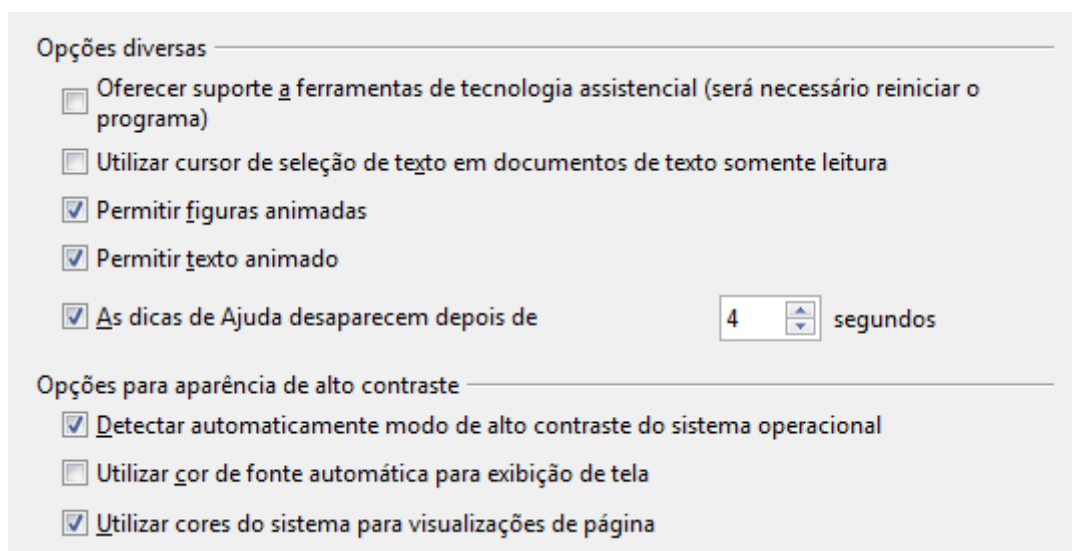 Opções diversas
Oferecer suporte a ferramentas de tecnologia assistencial (será necessário reiniciar o
programa)
Utilizar cursor de seleção de texto em documentos de texto somente leitura
Permitir figuras animadas
Permitir texto animado
As dicas de Ajuda desaparecem depois de 4 segundos
Opções para aparência de alto contraste
Detectar automaticamente modo de alto contraste do sistema operacional
Utilizar cor de fonte automática para exibição de tela
Utilizar cores do sistema para visualizações de página